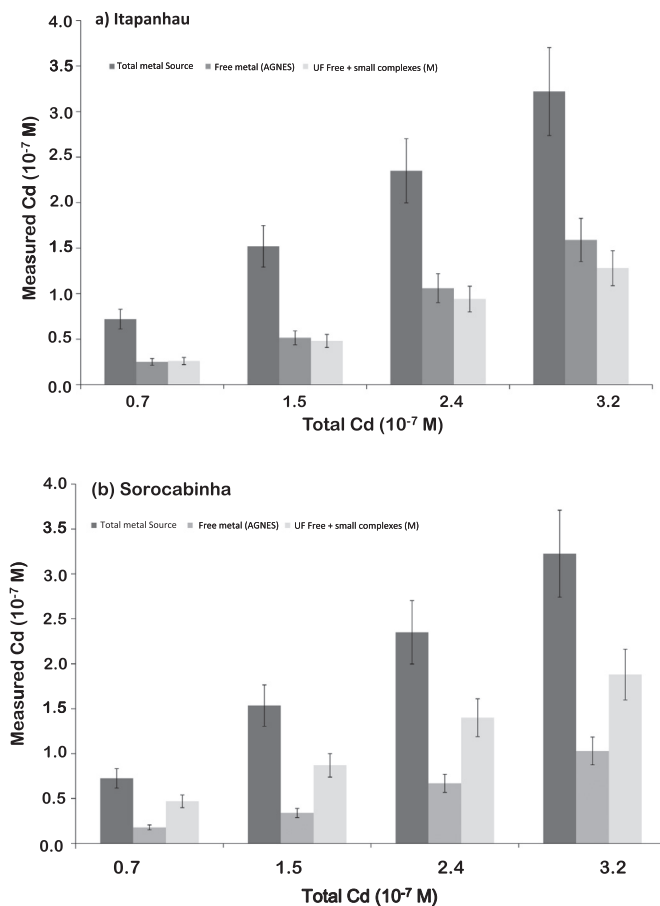 a) Itapanhau
Total metal Source Free metal (AGNES) UF Free + small complexes (M)
Measured Cd (10-7 M)
4.0
3.5
3.0
2.5
2.0
1.5
1.0
0.5
0.0
0.7 1.5 2.4 3.2
Total Cd (10-7 M)
(b) Sorocabinha
Total metal Source Free metal (AGNES) UF Free + small complexes (M)
Measured Cd (10-7 M)
4.0
3.5
3.0
2.5
2.0
1.5
1.0
0.5
0.0
0.7 1.5 2.4 3.2
Total Cd (10-7 M)